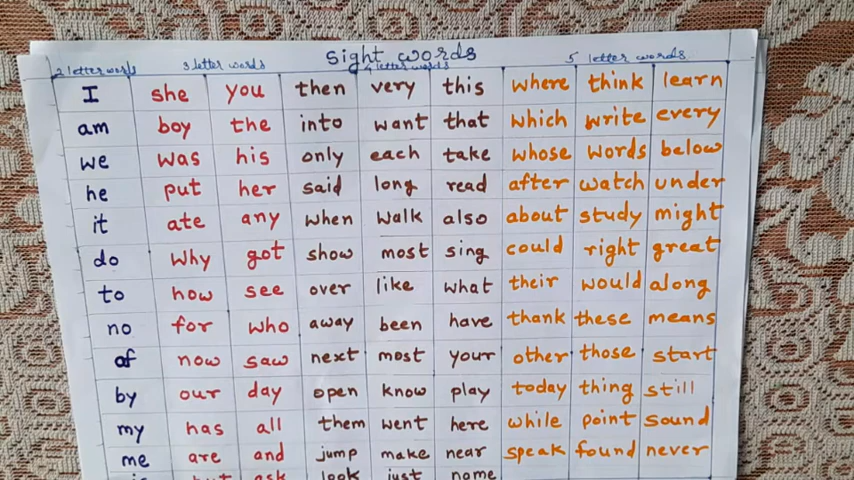 sight words
2 letter words 3 letter words 4 letter words 5 letter words
I she you then very this where think learn
am boy the into want that which write every
we was his only each take whose words below
he put her said long read after watch under
it ate any when walk also about study might
do why got show most sing could right great
to how see over like what their would along
no for who away been have thank these means
of now saw next most your other those start
by our day open know play today thing still
my has all them went here while point sound
me are and jump make near speak found never
ask look just name